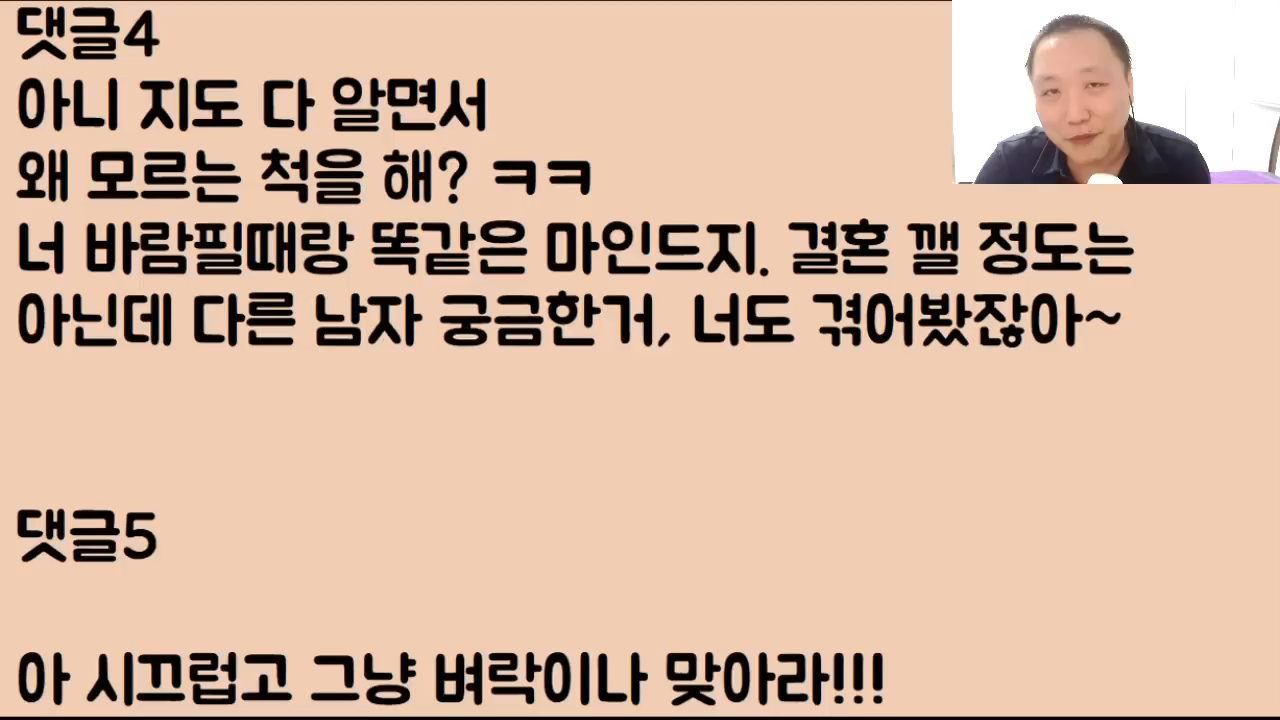 댓글4
아니 지도 다 알면서
왜 모르는 척을 해? ㅋㅋ
너 바람필때랑 똑같은 마인드지. 결혼 깰 정도는
아닌데 다른 남자 궁금한거, 너도 겪어봤잖아~
댓글5
아 시끄럽고 그냥 벼락이나 맞아라!!!